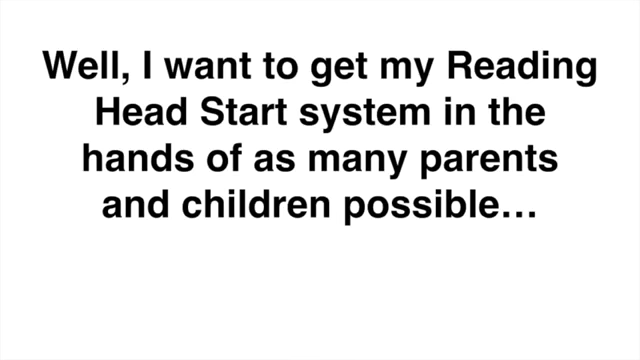 Well, I want to get my Reading
Head Start system in the
hands of as many parents
and children possible...